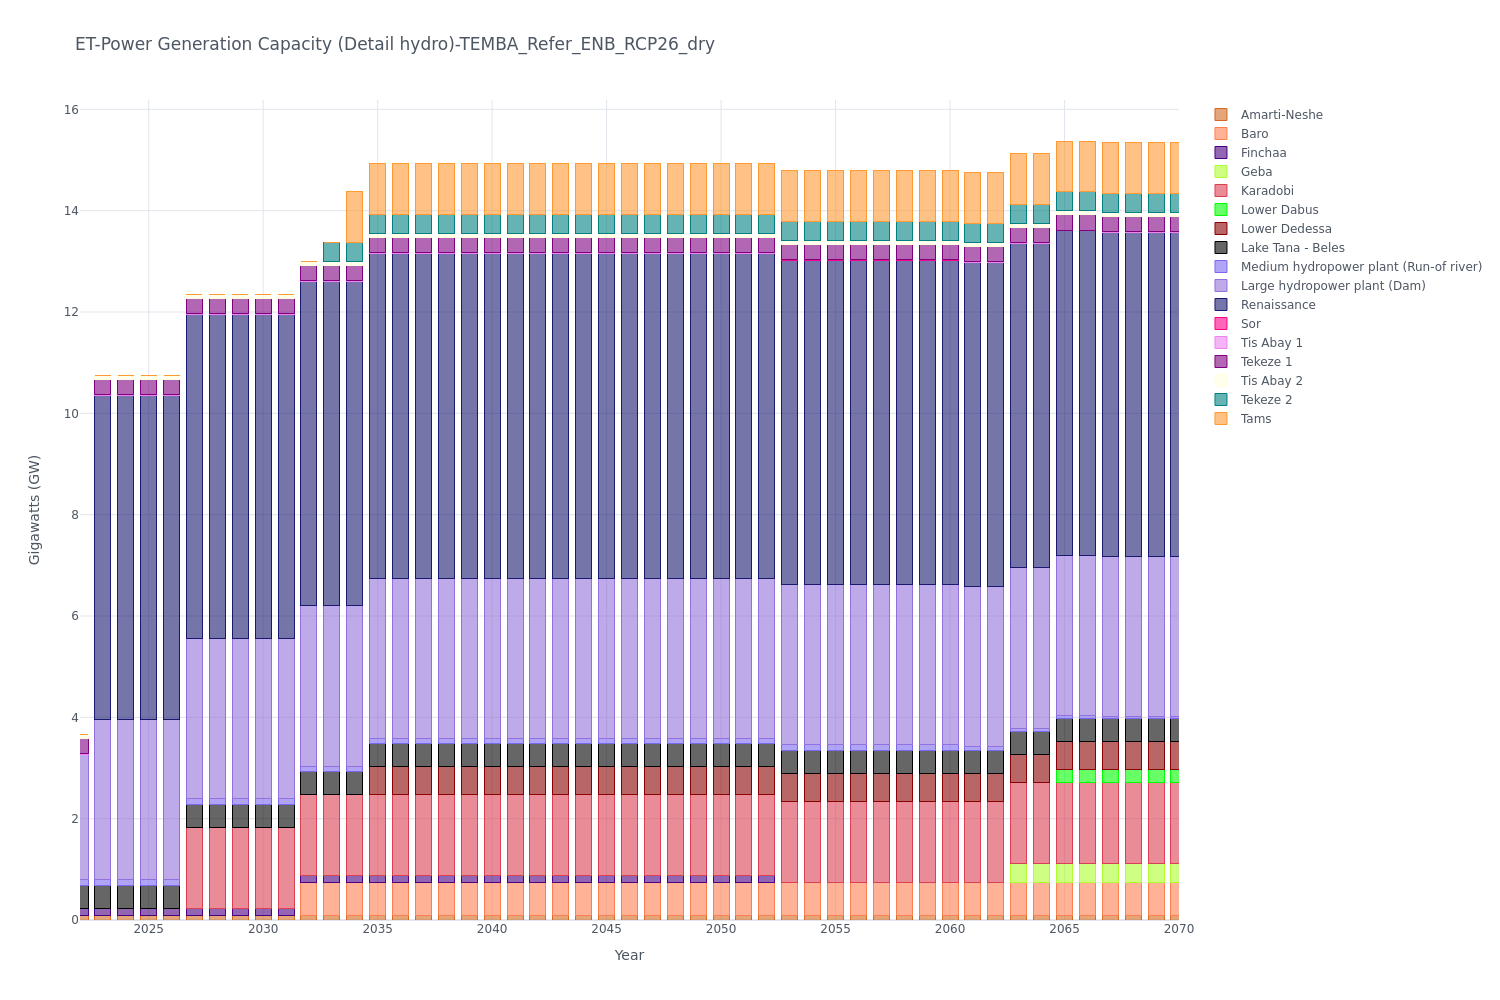 ET-Power Generation Capacity (Detail hydro)-TEMBA_Refer_ENB_RCP26_dry
Gigawatts (GW)
16
14
12
10
8
6
4
2
0
2025
2030
2035
2040
2045
2050
2055
2060
2065
2070
Year
Amarti-Neshe
Baro
Finchaa
Geba
Karadobi
Lower Dabus
Lower Dedessa
Lake Tana - Beles
Medium hydropower plant (Run-of river)
Large hydropower plant (Dam)
Renaissance
Sor
Tis Abay 1
Tekeze 1
Tis Abay 2
Tekeze 2
Tams